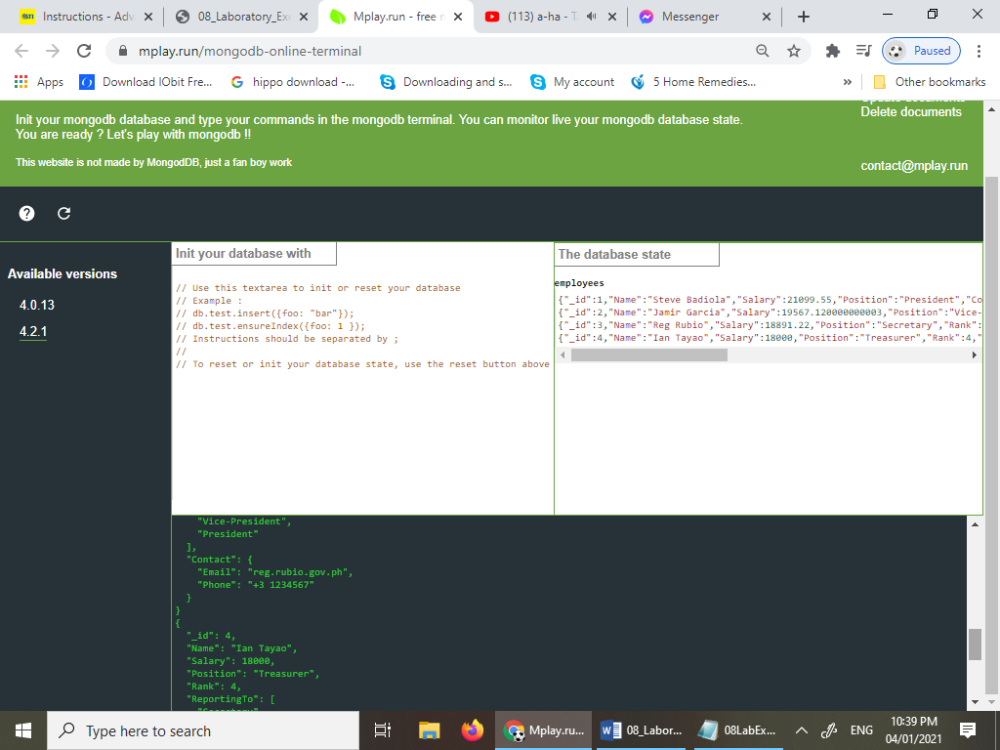 Instructions - Adv
08_Laboratory_Exe
Mplay.run - free m
(113) a-ha - Ta
Messenger
mplay.run/mongodb-online-terminal
Paused
Apps
Download IObit Fre...
hippo download -...
Downloading and s...
My account
5 Home Remedies...
»
Other bookmarks
Init your mongodb database and type your commands in the mongodb terminal. You can monitor live your mongodb database state.
You are ready ? Let's play with mongodb !!
This website is not made by MongodDB, just a fan boy work
Update documents
Delete documents
contact@mplay.run
Available versions
4.0.13
4.2.1
Init your database with
// Use this textarea to init or reset your database
// Example :
// db.test.insert({foo: "bar"});
// db.test.ensureIndex({foo: 1 });
// Instructions should be separated by ;
//
// To reset or init your database state, use the reset button above
The database state
employees
{"_id":1,"Name":"Steve Badiola","Salary":21099.55,"Position":"President","Co
{"_id":2,"Name":"Jamir Garcia","Salary":19567.120000000003,"Position":"Vice-
{"_id":3,"Name":"Reg Rubio","Salary":18891.22,"Position":"Secretary","Rank":
{"_id":4,"Name":"Ian Tayao","Salary":18000,"Position":"Treasurer","Rank":4,"
"Vice-President",
"President"
],
"Contact": {
"Email": "reg.rubio.gov.ph",
"Phone": "+3 1234567"
}
}
{
"_id": 4,
"Name": "Ian Tayao",
"Salary": 18000,
"Position": "Treasurer",
"Rank": 4,
"ReportingTo": [
"Secretary"
Type here to search
Mplay.ru...
08_Labor...
08LabEx...
ENG
10:39 PM
04/01/2021